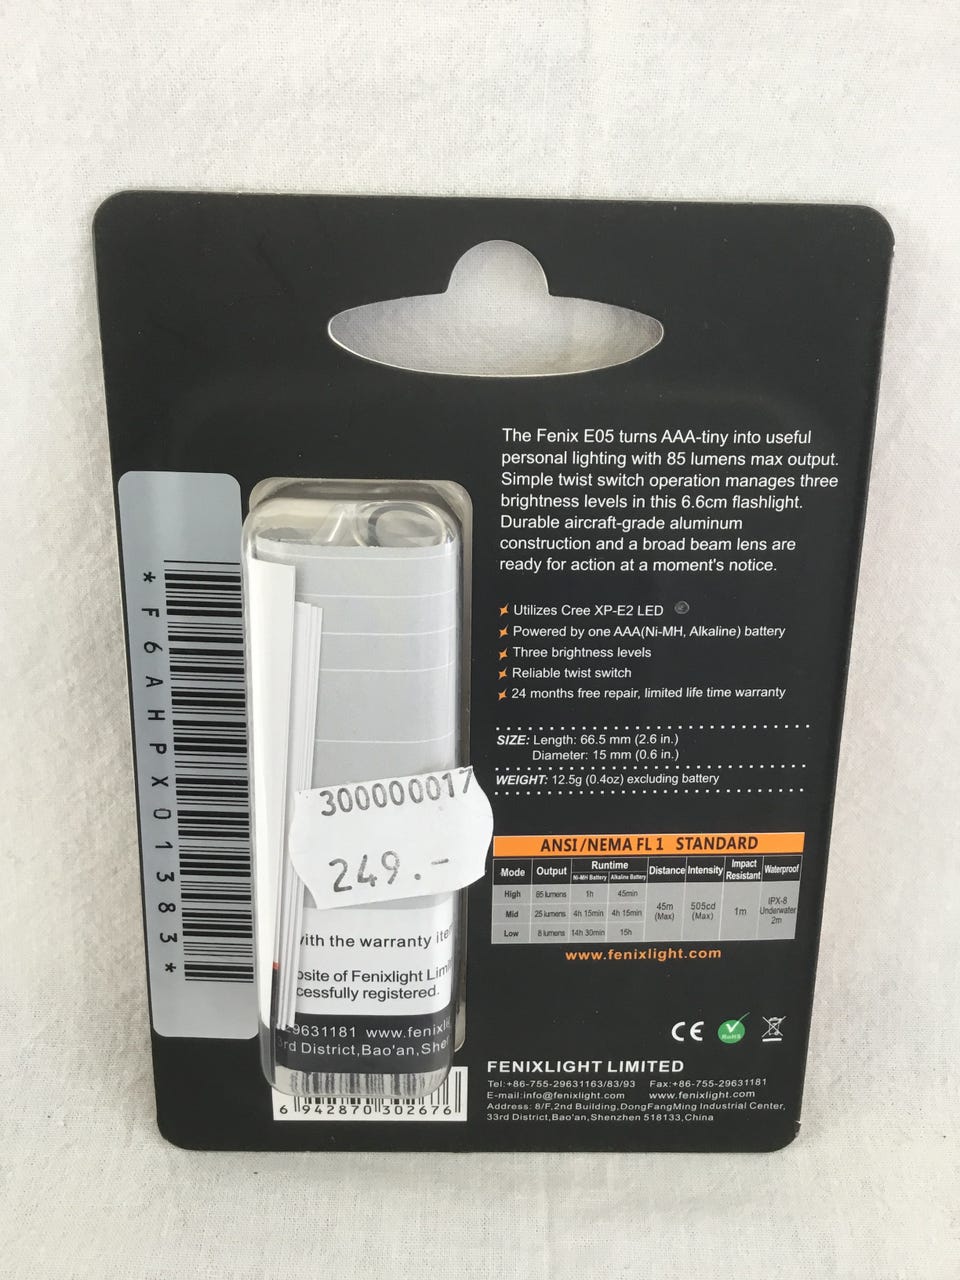 The Fenix E05 turns AAA-tiny into useful
personal lighting with 85 lumens max output.
Simple twist switch operation manages three
brightness levels in this 6.6cm flashlight.
Durable aircraft-grade aluminum
construction and a broad beam lens are
ready for action at a moment's notice.
Utilizes Cree XP-E2 LED
Powered by one AAA(Ni-MH, Alkaline) battery
Three brightness levels
Reliable twist switch
24 months free repair, limited life time warranty
SIZE: Length: 66.5 mm (2.6 in.)
Diameter: 15 mm (0.6 in.)
WEIGHT: 12.5g (0.4oz) excluding battery
ANSI/NEMA FL 1 STANDARD
Mode Output Runtime Distance Intensity Impact Resistant Waterproof
Ni-MH Battery Alkaline Battery
High 85 lumens 1h 45min
Mid 25 lumens 4h 15min 4h 15min 45m (Max) 505cd (Max) 1m IPX-8 Underwater 2m
Low 8 lumens 14h 30min 15h
www.fenixlight.com
CE RoHS
FENIXLIGHT LIMITED
Tel:+86-755-29631163/83/93 Fax:+86-755-29631181
E-mail:info@fenixlight.com www.fenixlight.com
Address: 8/F,2nd Building,DongFangMing Industrial Center,
33rd District,Bao'an,Shenzhen 518133,China
*F6AHPX01383*
300000017
249.-
with the warranty
of Fenixlight
registered.
29631181 www.fenixli
3rd District,Bao'an,She
6 942870 302676